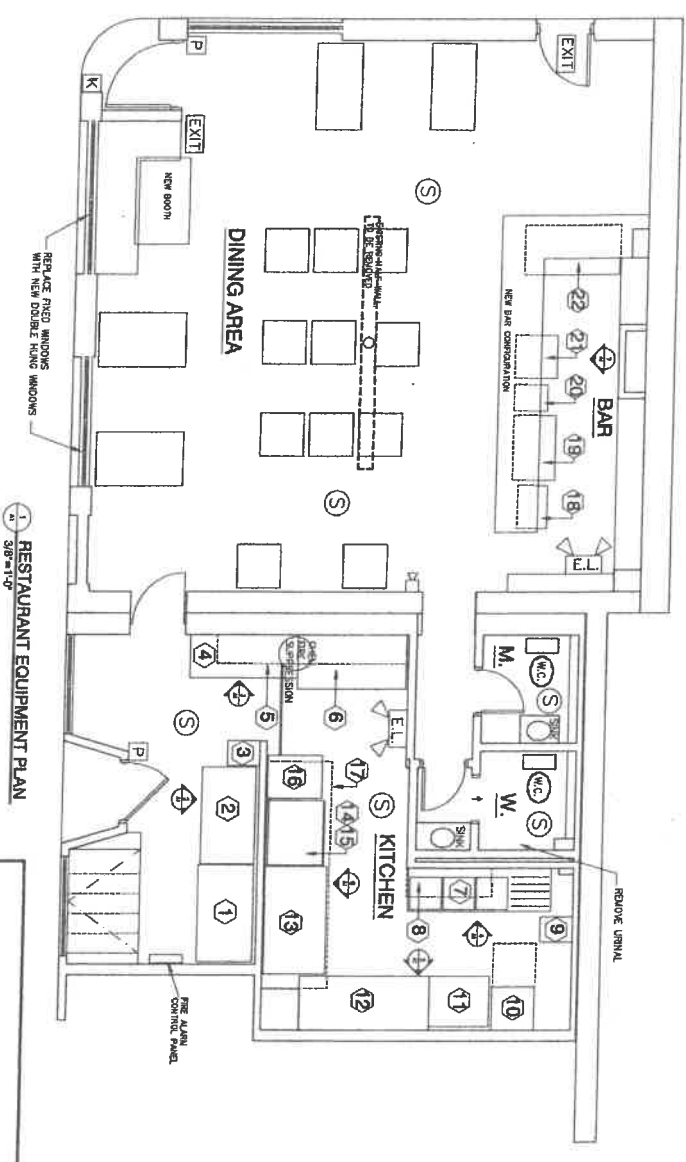 EXIT
P
K
EXIT
NEW BOOTH
DINING AREA
S
EXISTING HALF WALL
TO BE REMOVED
S
REPLACE FIXED WINDOWS
WITH NEW DOUBLE HUNG WINDOWS
NEW BAR CONFIGURATION
BAR
22
21
20
19
18
E.L.
M.
W.C.
S
SINK
W.
W.C.
S
SINK
REMOVE URINAL
KITCHEN
S
E.L.
4
5
6
S
P
3
2
1
16
17
14
15
13
7
8
9
10
11
12
FIRE ALARM
CONTROL PANEL
1
A1
RESTAURANT EQUIPMENT PLAN
3/8"=1'-0"